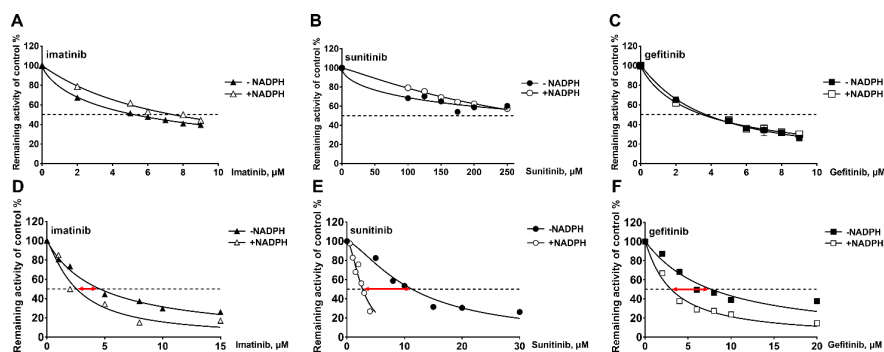 A
B
C
Remaining activity of control %
120
100
80
60
40
20
0
imatinib
- NADPH
+NADPH
0 2 4 6 8 10
Imatinib, µM
Remaining activity of control %
120
100
80
60
40
20
0
sunitinib
- NADPH
+NADPH
0 50 100 150 200 250
Sunitinib, µM
Remaining activity of control %
120
100
80
60
40
20
0
gefitinib
- NADPH
+NADPH
0 2 4 6 8 10
Gefitinib, µM
D
E
F
Remaining activity of control %
120
100
80
60
40
20
0
imatinib
-NADPH
+NADPH
0 5 10 15
Imatinib, µM
Remaining activity of control %
120
100
80
60
40
20
0
sunitinib
-NADPH
+NADPH
0 10 20 30
Sunitinib, µM
Remaining activity of control %
120
100
80
60
40
20
0
gefitinib
-NADPH
+NADPH
0 5 10 15 20
Gefitinib, µM